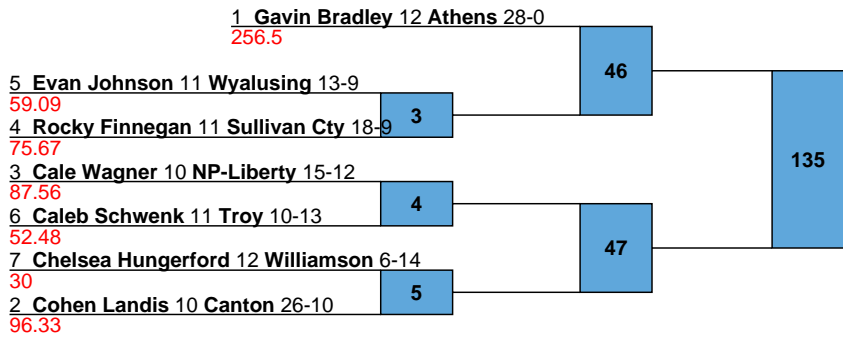 1 Gavin Bradley 12 Athens 28-0
256.5
46
5 Evan Johnson 11 Wyalusing 13-9
59.09
3
4 Rocky Finnegan 11 Sullivan Cty 18-9
75.67
135
3 Cale Wagner 10 NP-Liberty 15-12
87.56
4
6 Caleb Schwenk 11 Troy 10-13
52.48
47
7 Chelsea Hungerford 12 Williamson 6-14
30
5
2 Cohen Landis 10 Canton 26-10
96.33